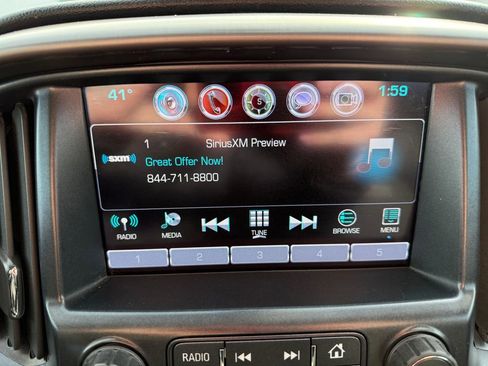 41° S 1:59
1 SiriusXM Preview
((sxm)) Great Offer Now!
844-711-8800
RADIO MEDIA TUNE BROWSE MENU
1 2 3 4 5
RADIO